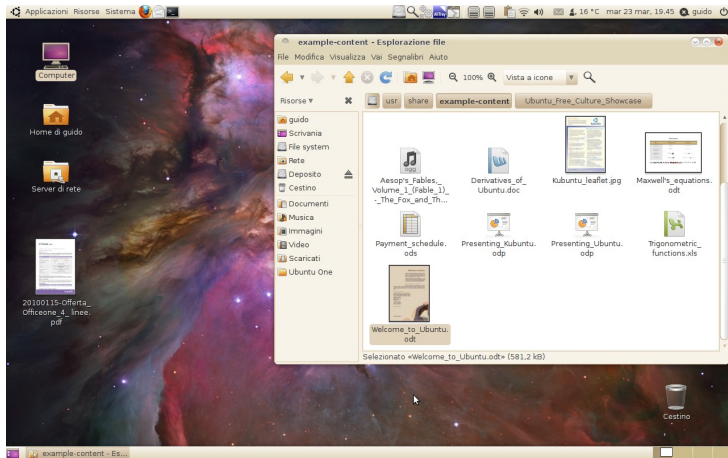 Applicazioni Risorse Sistema
16 °C mar 23 mar, 19.45 guido
Computer
Home di guido
Server di rete
20100115-Offerta_
Officeone_4_ linee.
pdf
example-content - Esplorazione file
File Modifica Visualizza Vai Segnalibri Aiuto
100% Vista a icone
Risorse
usr share example-content Ubuntu_Free_Culture_Showcase
guido
Scrivania
File system
Rete
Deposito
Cestino
Documenti
Musica
Immagini
Video
Scaricati
Ubuntu One
ogg
Aesop's_Fables,_
Volume_1_(Fable_1)_
-_The_Fox_and_Th...
Derivatives_of_
Ubuntu.doc
Kubuntu_leaflet.jpg
Maxwell's_equations.
odt
Payment_schedule.
ods
Presenting_Kubuntu.
odp
Presenting_Ubuntu.
odp
Trigonometric_
functions.xls
Welcome_to_Ubuntu.
odt
Selezionato «Welcome_to_Ubuntu.odt» (581,2 kB)
Cestino
example-content - Es...